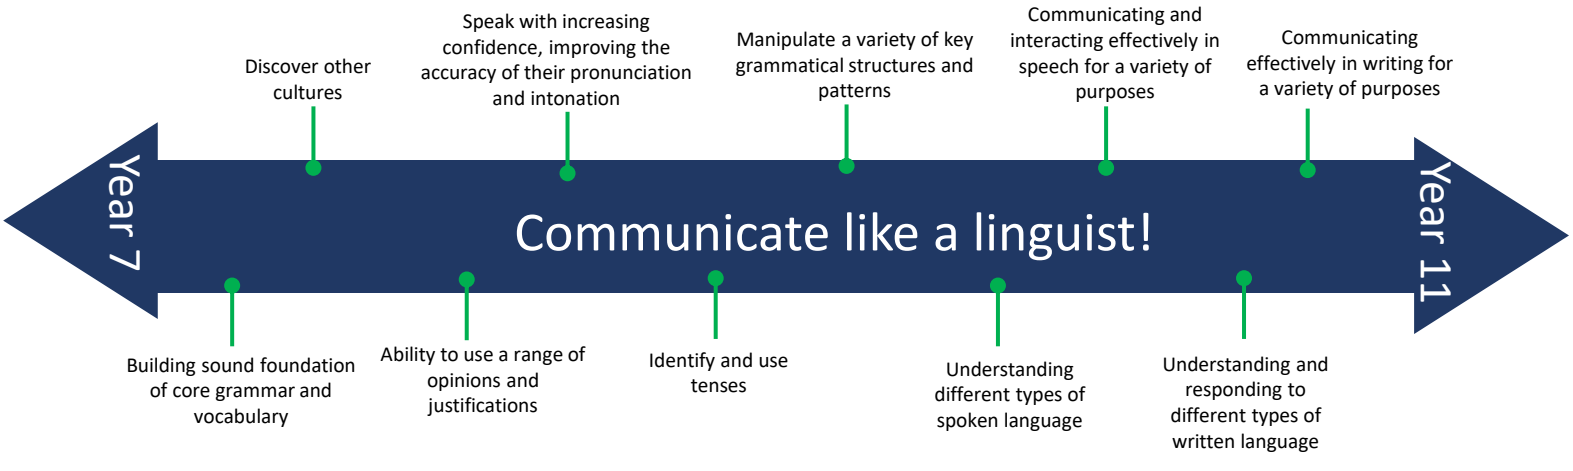 Discover other
cultures
Speak with increasing
confidence, improving the
accuracy of their pronunciation
and intonation
Manipulate a variety of key
grammatical structures and
patterns
Communicating and
interacting effectively in
speech for a variety of
purposes
Communicating
effectively in writing for
a variety of purposes
Year 7
Communicate like a linguist!
Year 11
Building sound foundation
of core grammar and
vocabulary
Ability to use a range of
opinions and
justifications
Identify and use
tenses
Understanding
different types of
spoken language
Understanding and
responding to
different types of
written language